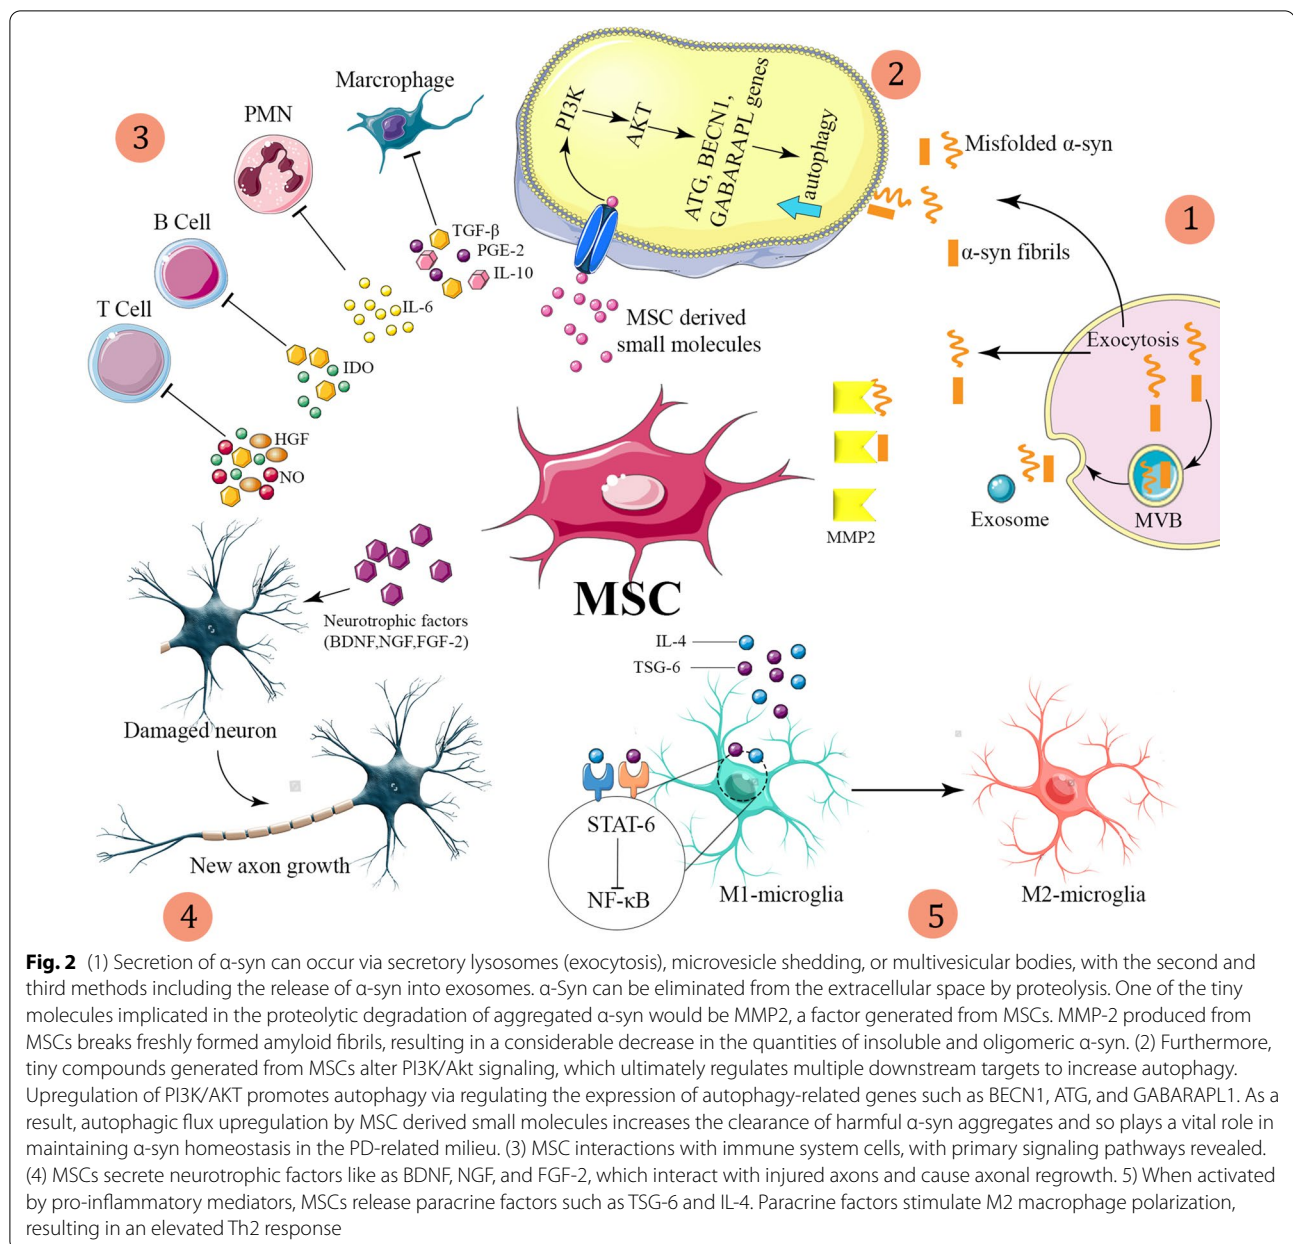 Marcrophage
PMN
3
B Cell
T Cell
TGF-β
PGE-2
IL-10
IL-6
IDO
HGF
NO
2
PI3K
AKT
ATG, BECN1,
GABARAPL genes
autophagy
MSC derived
small molecules
Misfolded α-syn
1
α-syn fibrils
Exocytosis
Exosome
MVB
MMP2
MSC
Neurotrophic factors
(BDNF,NGF,FGF-2)
Damaged neuron
New axon growth
4
IL-4
TSG-6
STAT-6
NF-κB
M1-microglia
M2-microglia
5
Fig. 2 (1) Secretion of α-syn can occur via secretory lysosomes (exocytosis), microvesicle shedding, or multivesicular bodies, with the second and
third methods including the release of α-syn into exosomes. α-Syn can be eliminated from the extracellular space by proteolysis. One of the tiny
molecules implicated in the proteolytic degradation of aggregated α-syn would be MMP2, a factor generated from MSCs. MMP-2 produced from
MSCs breaks freshly formed amyloid fibrils, resulting in a considerable decrease in the quantities of insoluble and oligomeric α-syn. (2) Furthermore,
tiny compounds generated from MSCs alter PI3K/Akt signaling, which ultimately regulates multiple downstream targets to increase autophagy.
Upregulation of PI3K/AKT promotes autophagy via regulating the expression of autophagy-related genes such as BECN1, ATG, and GABARAPL1. As a
result, autophagic flux upregulation by MSC derived small molecules increases the clearance of harmful α-syn aggregates and so plays a vital role in
maintaining α-syn homeostasis in the PD-related milieu. (3) MSC interactions with immune system cells, with primary signaling pathways revealed.
(4) MSCs secrete neurotrophic factors like as BDNF, NGF, and FGF-2, which interact with injured axons and cause axonal regrowth. 5) When activated
by pro-inflammatory mediators, MSCs release paracrine factors such as TSG-6 and IL-4. Paracrine factors stimulate M2 macrophage polarization,
resulting in an elevated Th2 response